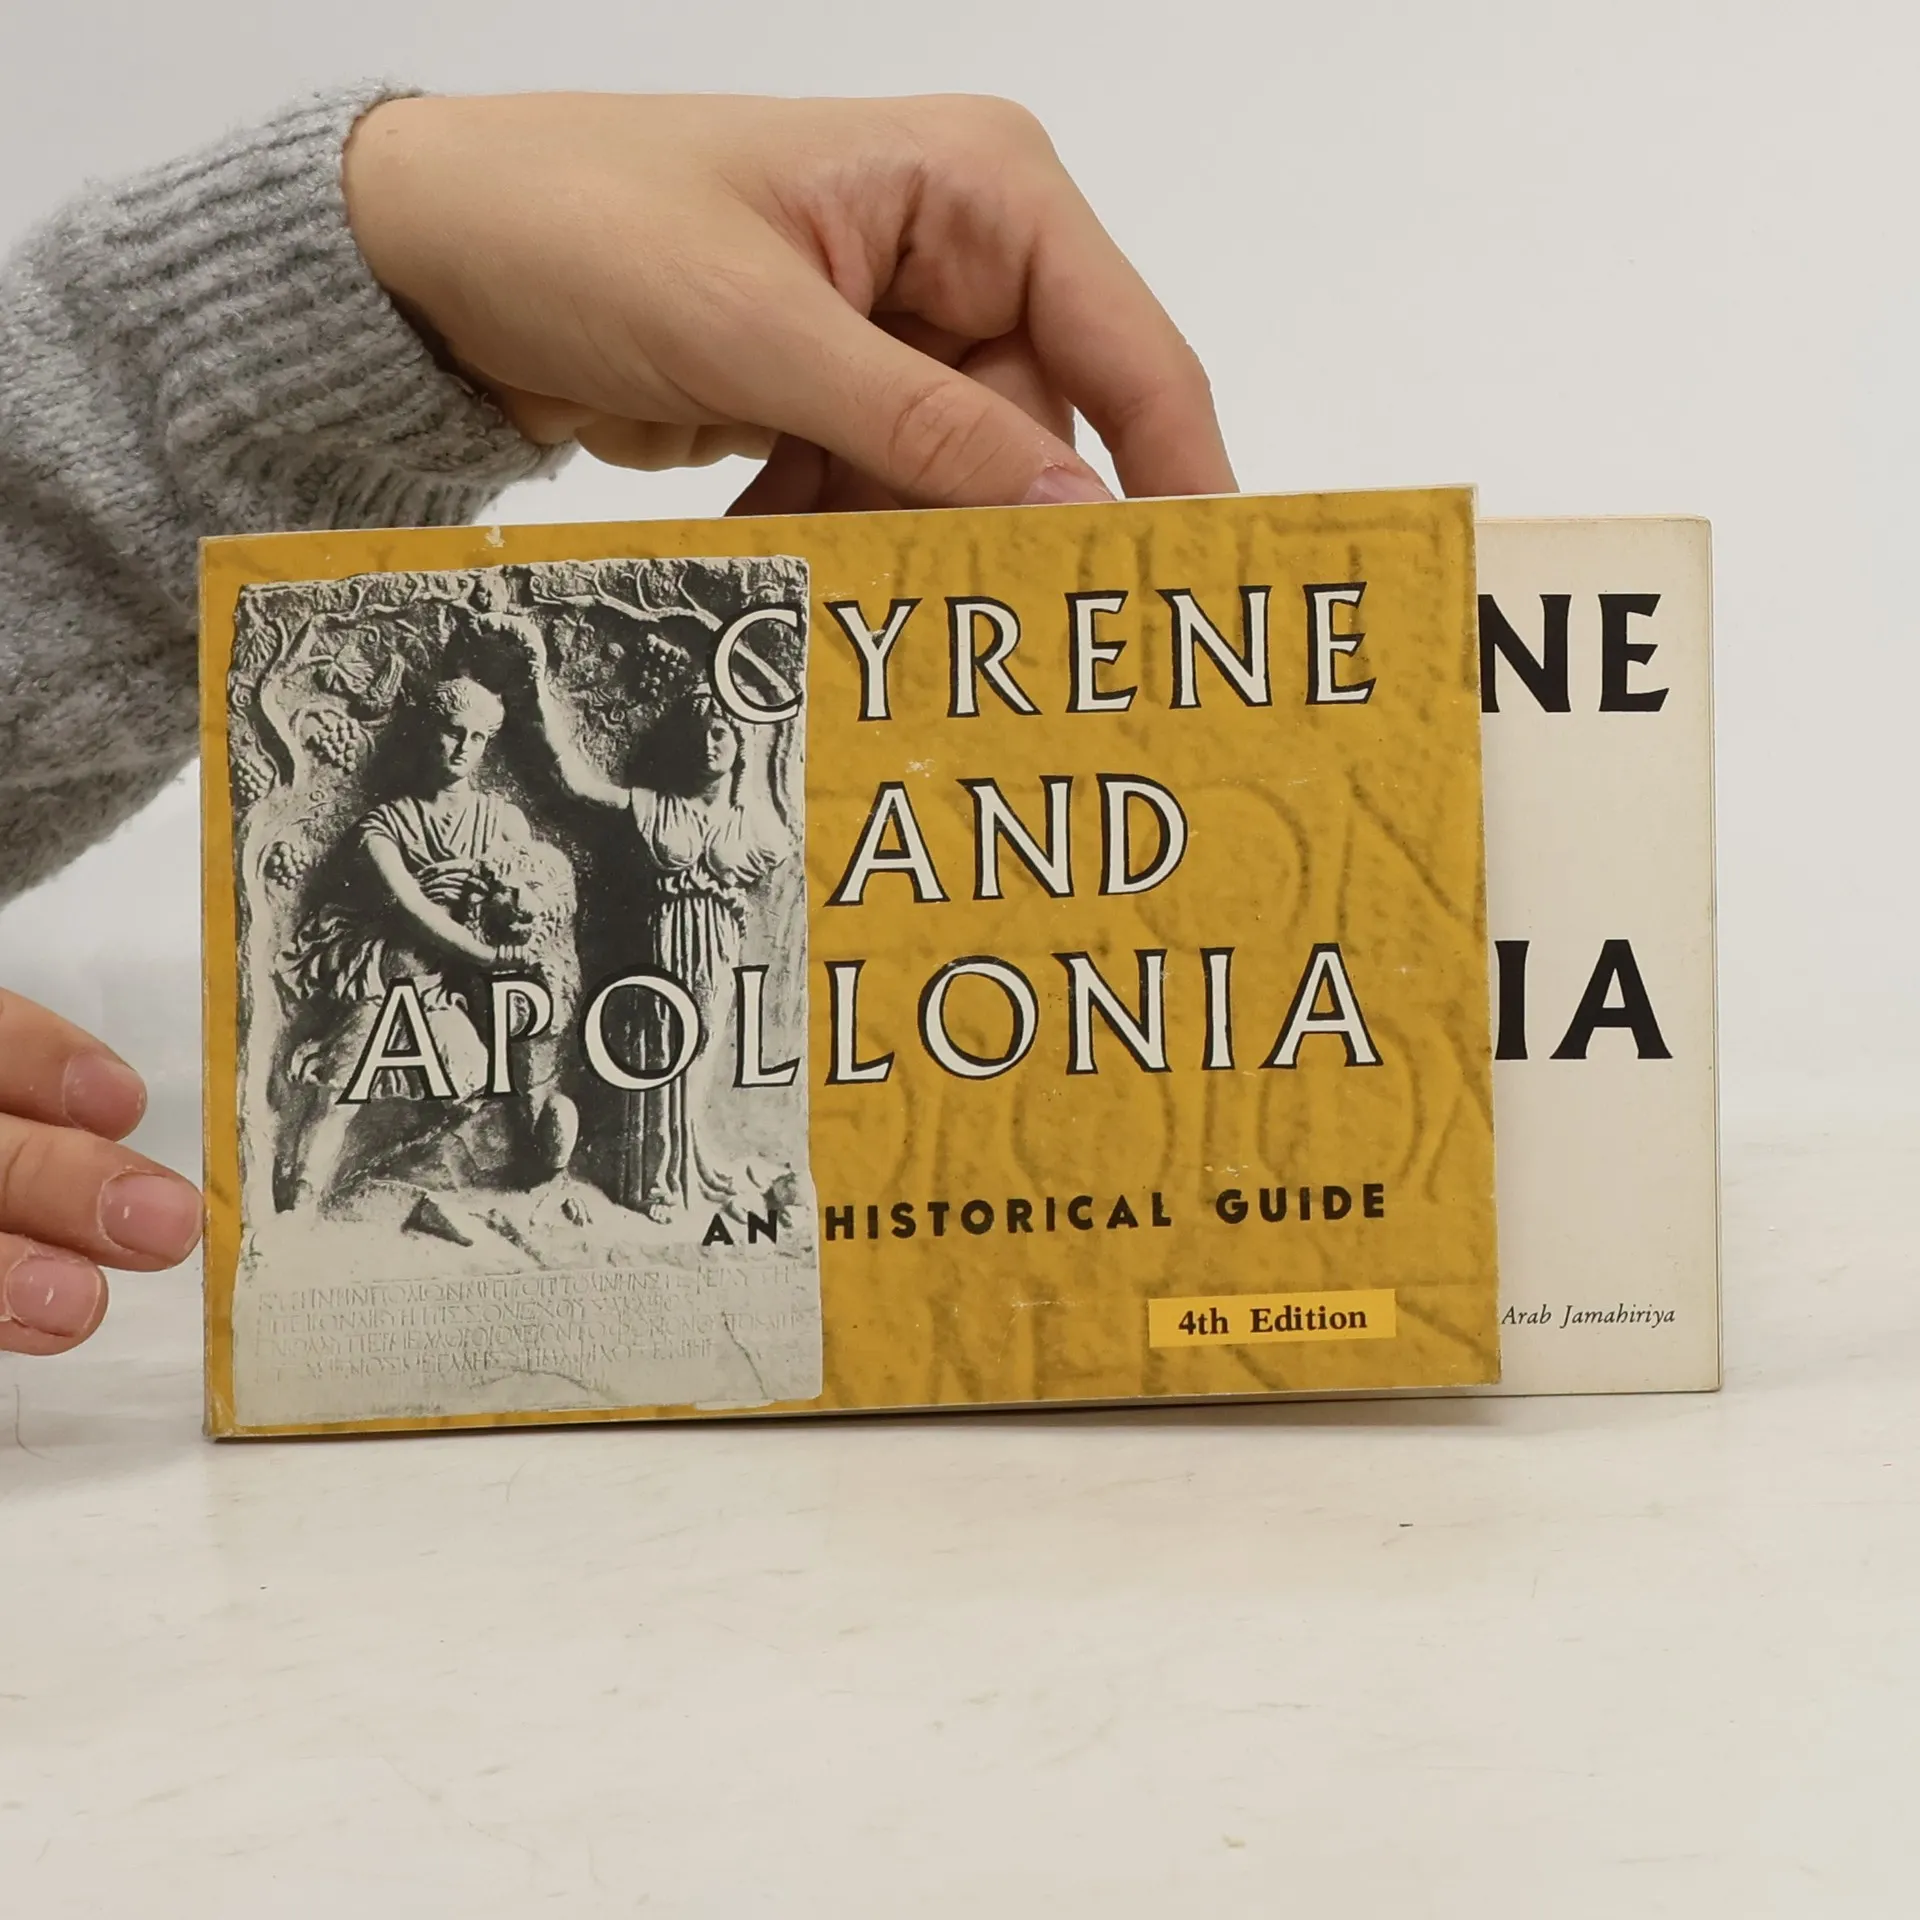 CYRENE
AND
APOLLONIA
AN HISTORICAL GUIDE
4th Edition
NE
IA
Arab Jamahiriya